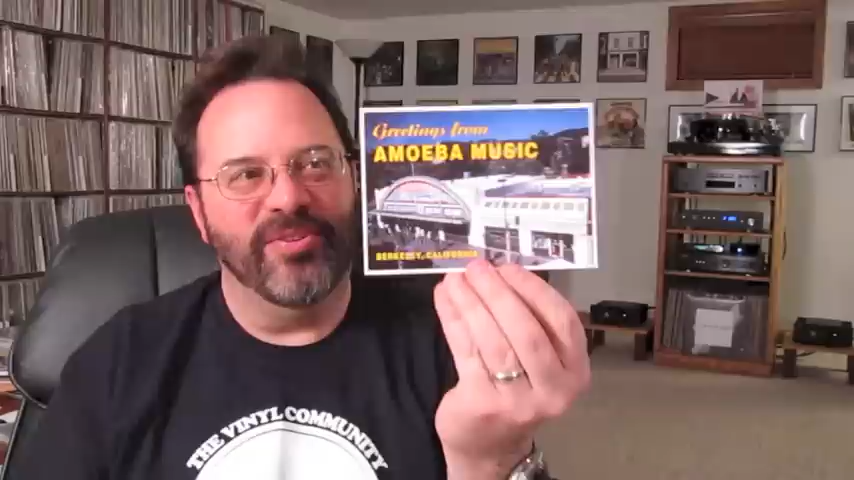 Greetings from
AMOEBA MUSIC
BERKELEY, CALIFORNIA
THE VINYL COMMUNITY